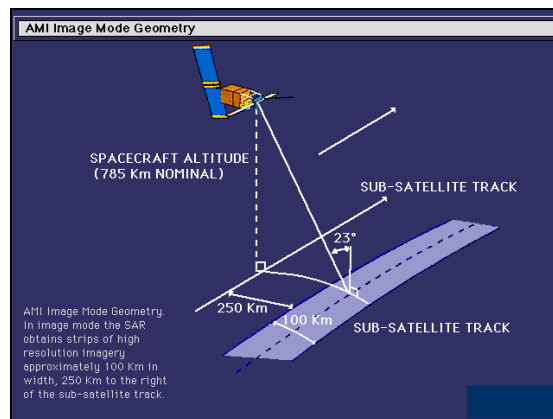 AMI Image Mode Geometry
SPACECRAFT ALTITUDE
(785 Km NOMINAL)
SUB-SATELLITE TRACK
23°
250 Km
100 Km
SUB-SATELLITE TRACK
AMI Image Mode Geometry.
In image mode the SAR
obtains strips of high
resolution imagery
approximately 100 Km in
width, 250 Km to the right
of the sub-satellite track.